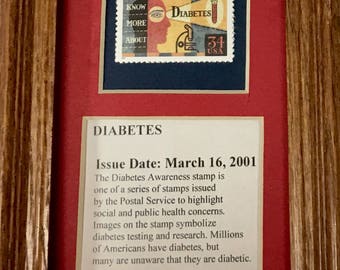 KNOW
MORE
ABOUT
DIABETES
34
USA
DIABETES
Issue Date: March 16, 2001
The Diabetes Awareness stamp is
one of a series of stamps issued
by the Postal Service to highlight
social and public health concerns.
Images on the stamp symbolize
diabetes testing and research. Millions
of Americans have diabetes, but
many are unaware that they are diabetic.